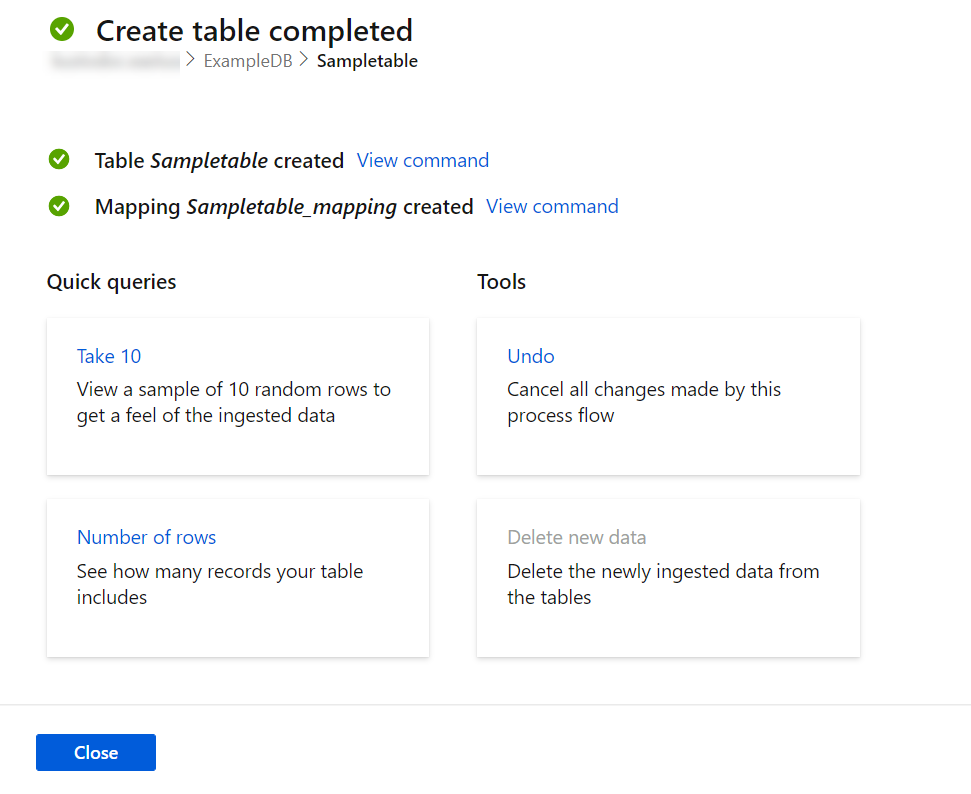 Create table completed
ExampleDB > Sampletable
Table Sampletable created View command
Mapping Sampletable_mapping created View command
Quick queries
Take 10
View a sample of 10 random rows to
get a feel of the ingested data
Number of rows
See how many records your table
includes
Tools
Undo
Cancel all changes made by this
process flow
Delete new data
Delete the newly ingested data from
the tables
Close